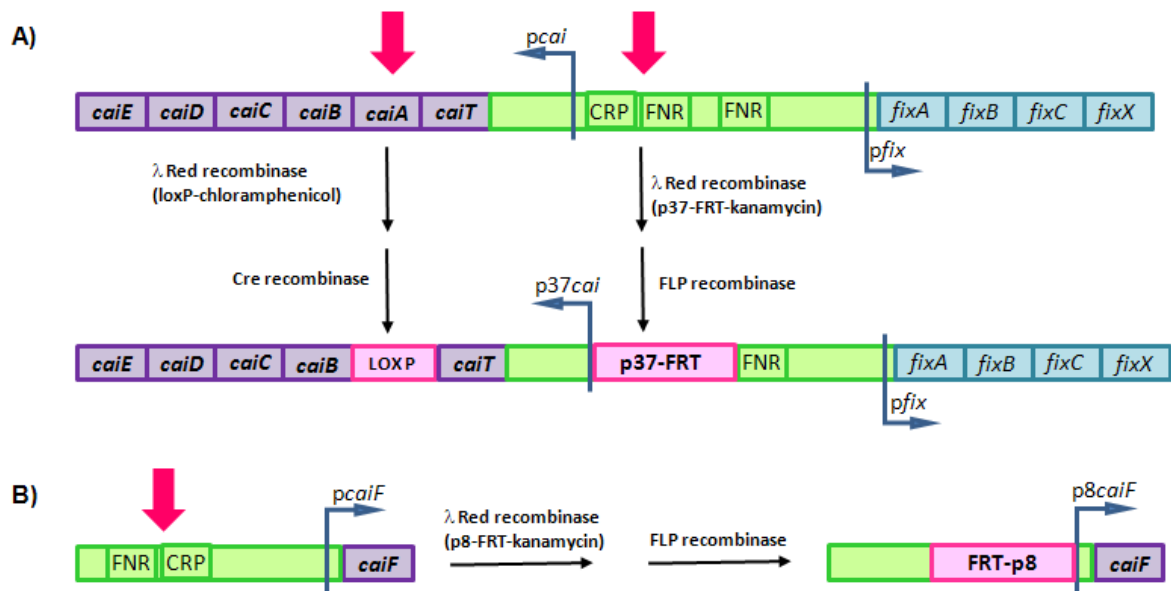 A)
pcai
caiE caiD caiC caiB caiA caiT CRP FNR FNR fixA fixB fixC fixX
pfix
λ Red recombinase
(loxP-chloramphenicol)
λ Red recombinase
(p37-FRT-kanamycin)
Cre recombinase
FLP recombinase
p37cai
caiE caiD caiC caiB LOXP caiT p37-FRT FNR fixA fixB fixC fixX
pfix
B)
pcaiF
λ Red recombinase
(p8-FRT-kanamycin)
FLP recombinase
p8caiF
FNR CRP caiF
FRT-p8 caiF